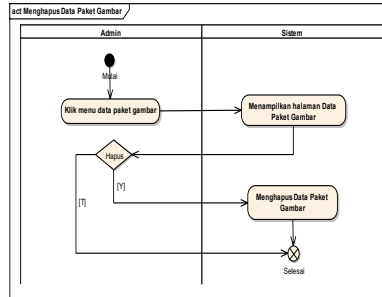 act Menghapus Data Paket Gambar
Admin
Sistem
Mulai
Klik menu data paket gambar
Menampilkan halaman Data
Paket Gambar
Hapus
[Y]
[T]
Menghapus Data Paket
Gambar
Selesai